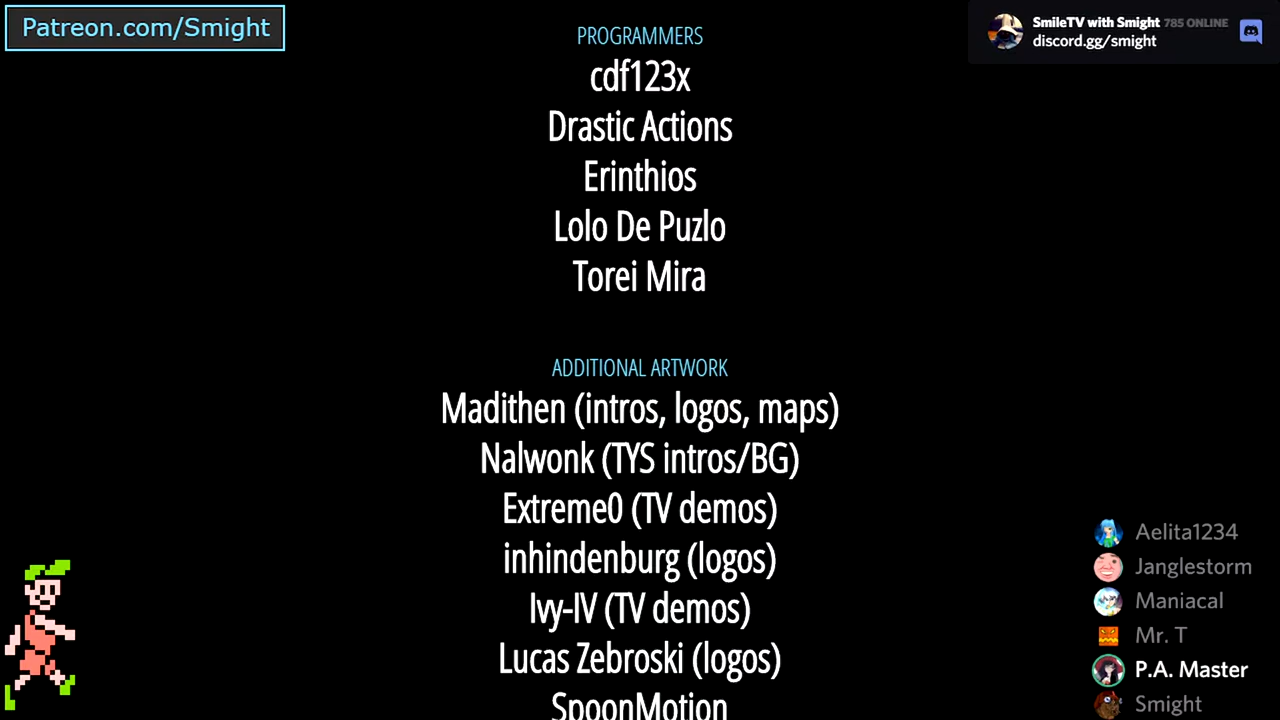 Patreon.com/Smight
SmileTV with Smight 785 ONLINE
discord.gg/smight
PROGRAMMERS
cdf123x
Drastic Actions
Erinthios
Lolo De Puzlo
Torei Mira
ADDITIONAL ARTWORK
Madithen (intros, logos, maps)
Nalwonk (TYS intros/BG)
Extreme0 (TV demos)
inhindenburg (logos)
Ivy-IV (TV demos)
Lucas Zebroski (logos)
SpoonMotion
Aelita1234
Janglestorm
Maniacal
Mr. T
P.A. Master
Smight